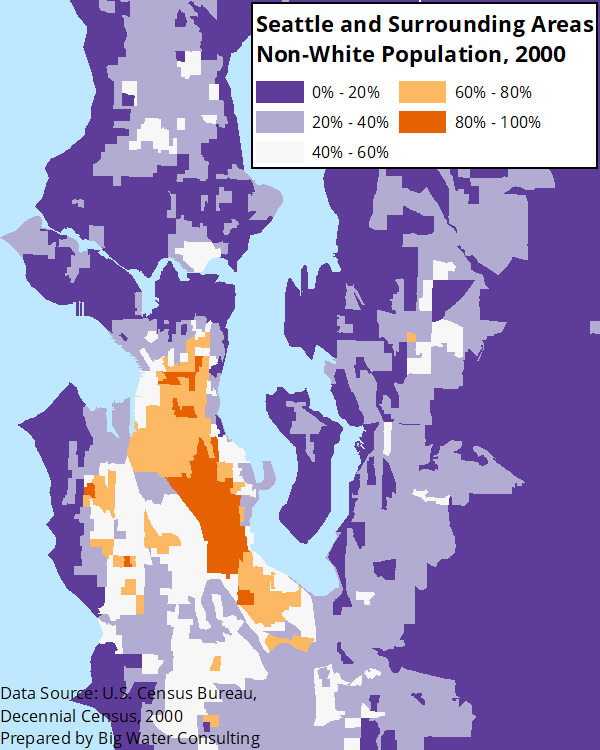 Seattle and Surrounding Areas
Non-White Population, 2000
0% - 20%
60% - 80%
20% - 40%
80% - 100%
40% - 60%
Data Source: U.S. Census Bureau,
Decennial Census, 2000
Prepared by Big Water Consulting